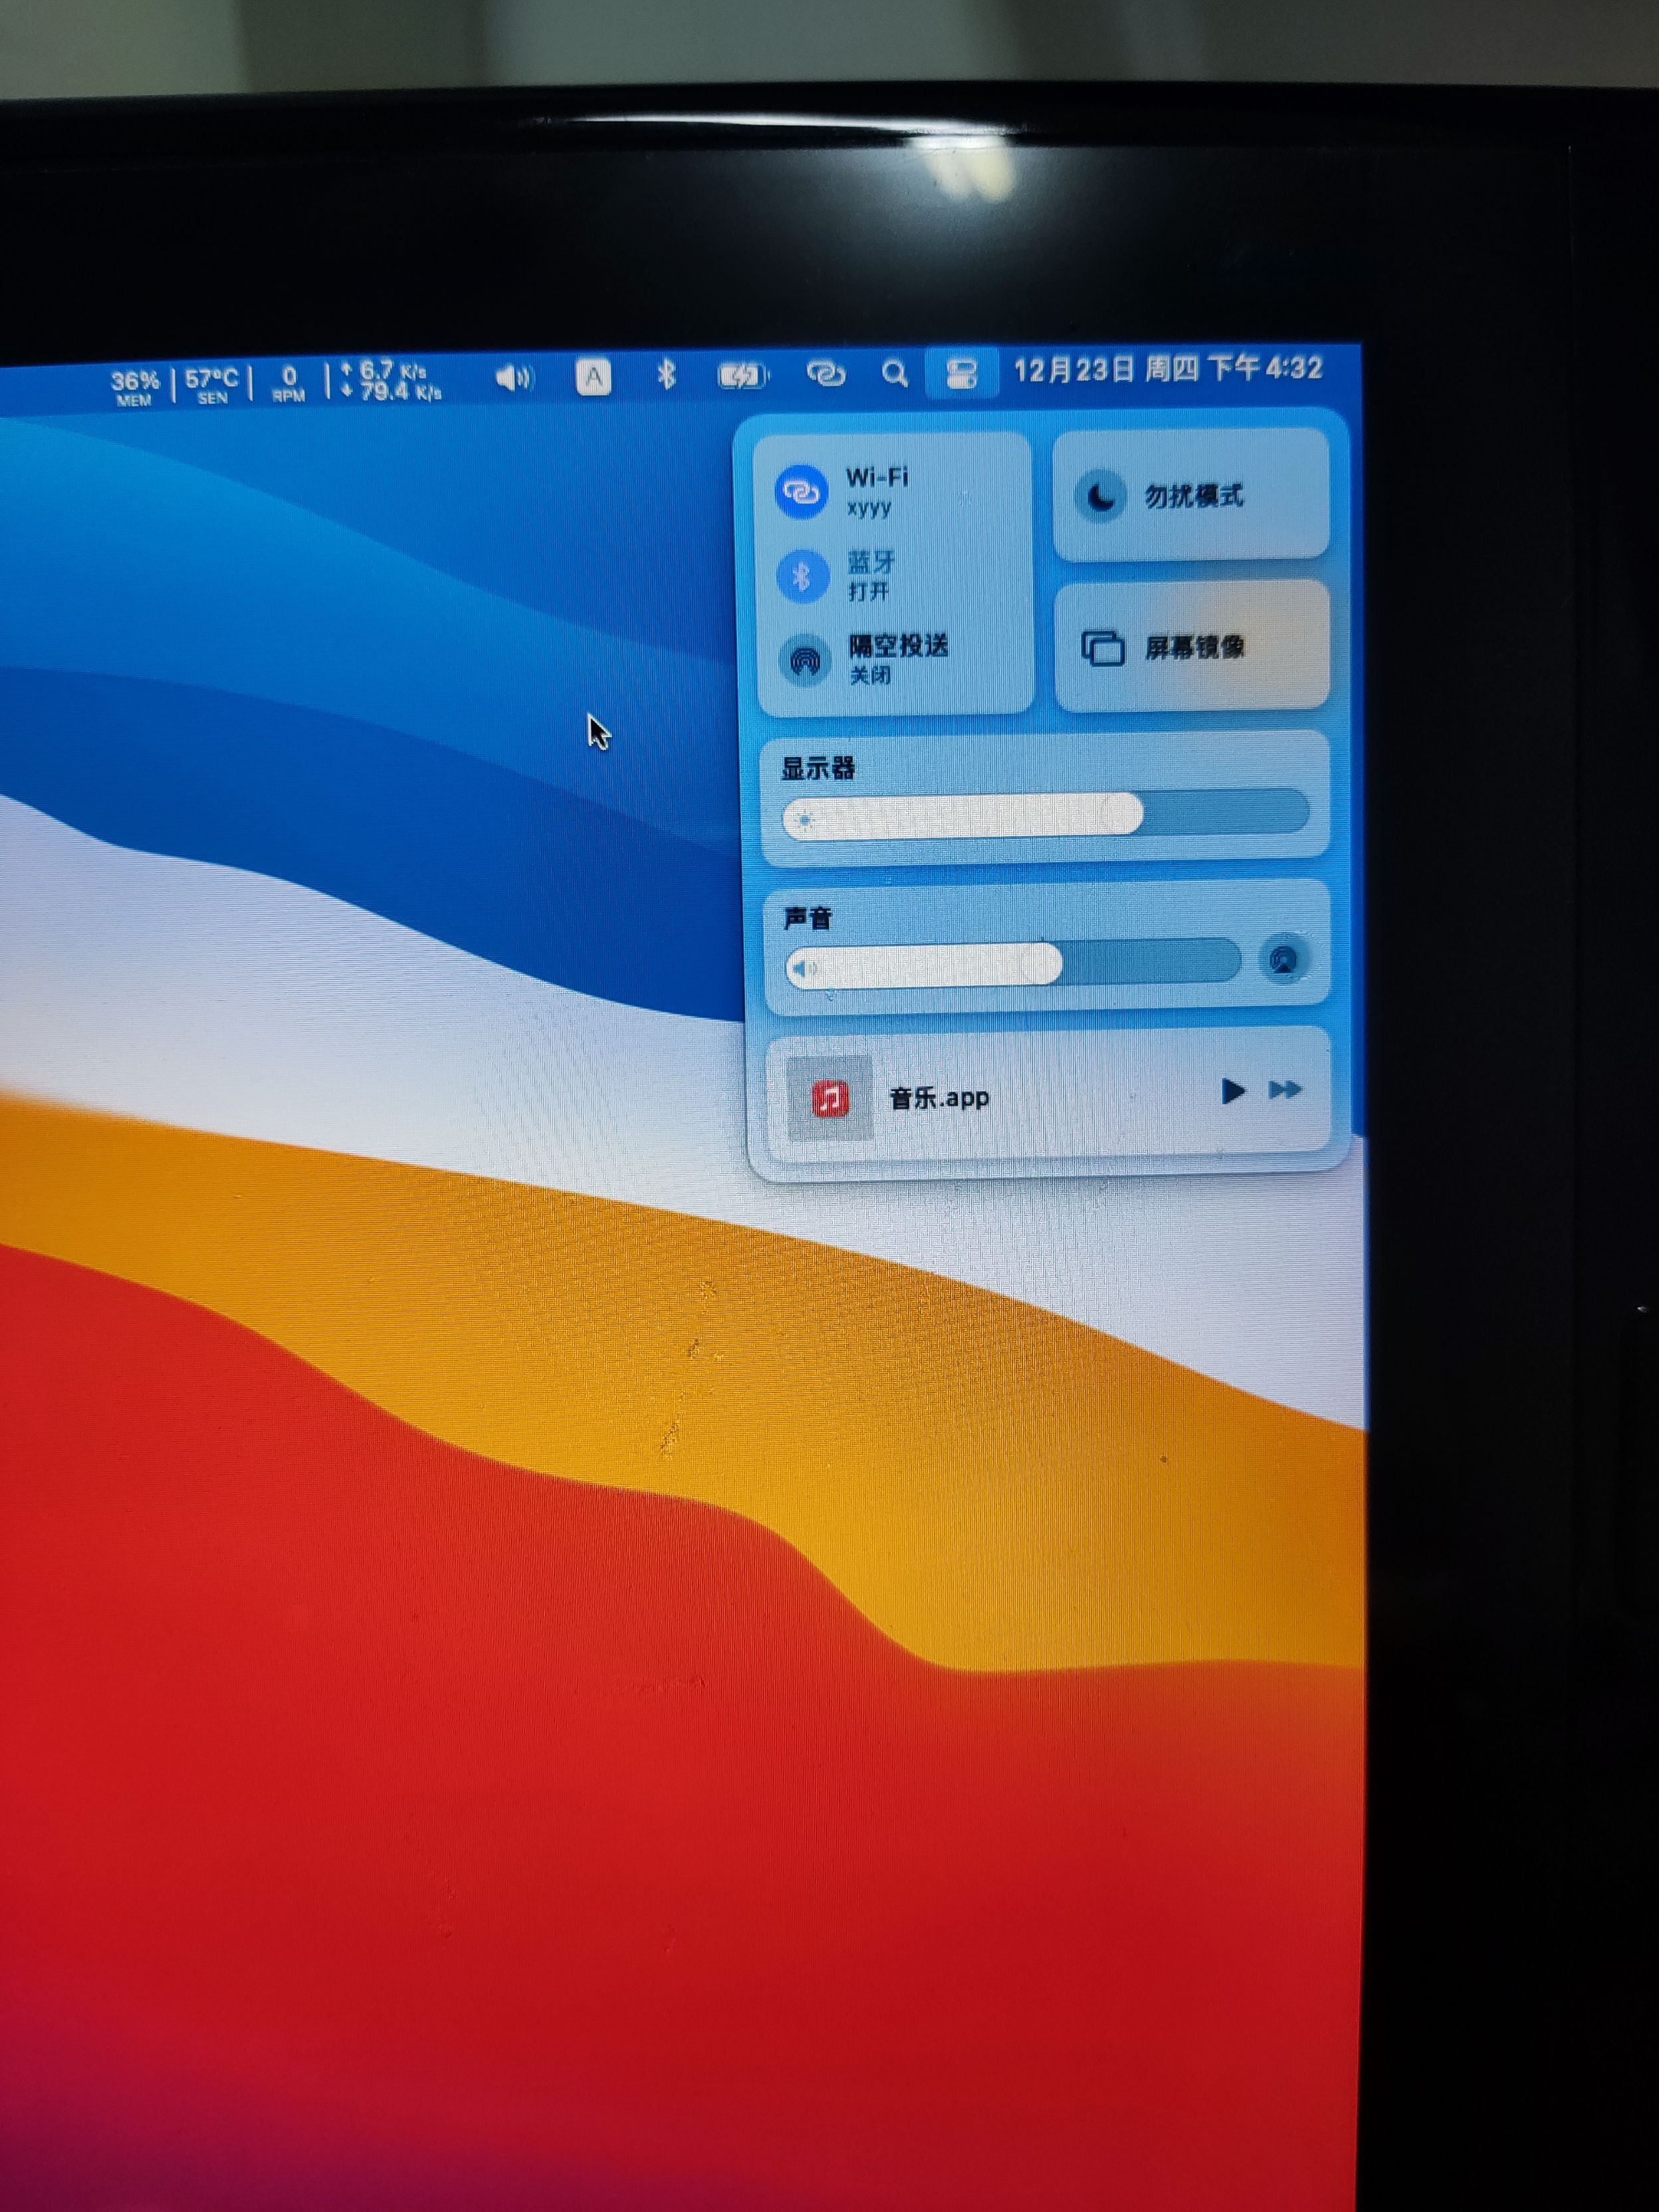 36% 57°C 0 ↑ 6.7 K/s A 12月23日 周四 下午4:32
MEM SEN RPM ↓ 79.4 K/s
Wi-Fi
xyyy
蓝牙
打开
隔空投送
关闭
勿扰模式
屏幕镜像
显示器
声音
音乐.app